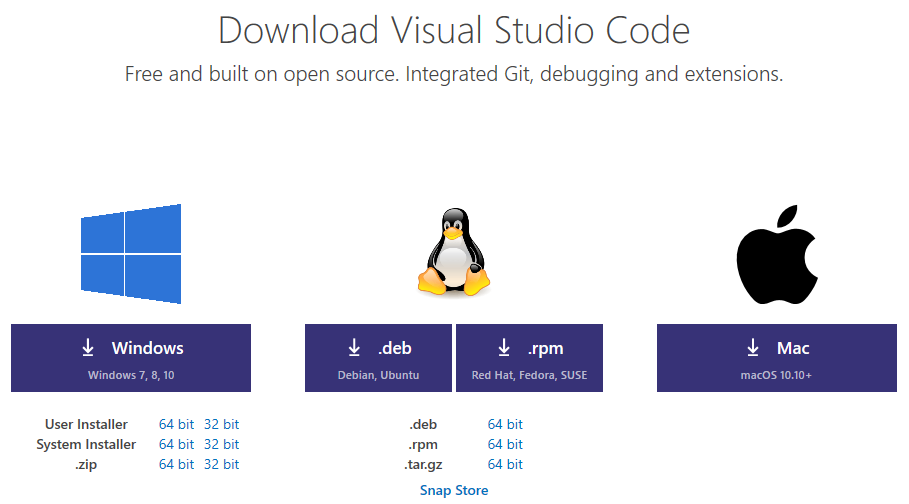 Download Visual Studio Code
Free and built on open source. Integrated Git, debugging and extensions.
Windows
Windows 7, 8, 10
User Installer 64 bit 32 bit
System Installer 64 bit 32 bit
.zip 64 bit 32 bit
.deb
Debian, Ubuntu
.rpm
Red Hat, Fedora, SUSE
.deb 64 bit
.rpm 64 bit
.tar.gz 64 bit
Snap Store
Mac
macOS 10.10+